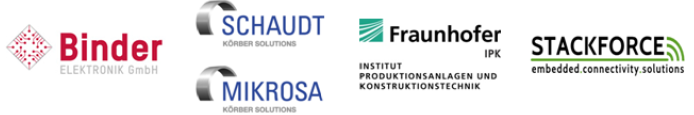 Binder
ELEKTRONIK GmbH
SCHAUDT
KÖRBER SOLUTIONS
MIKROSA
KÖRBER SOLUTIONS
Fraunhofer
IPK
INSTITUT
PRODUKTIONSANLAGEN UND
KONSTRUKTIONSTECHNIK
STACKFORCE
embedded.connectivity.solutions